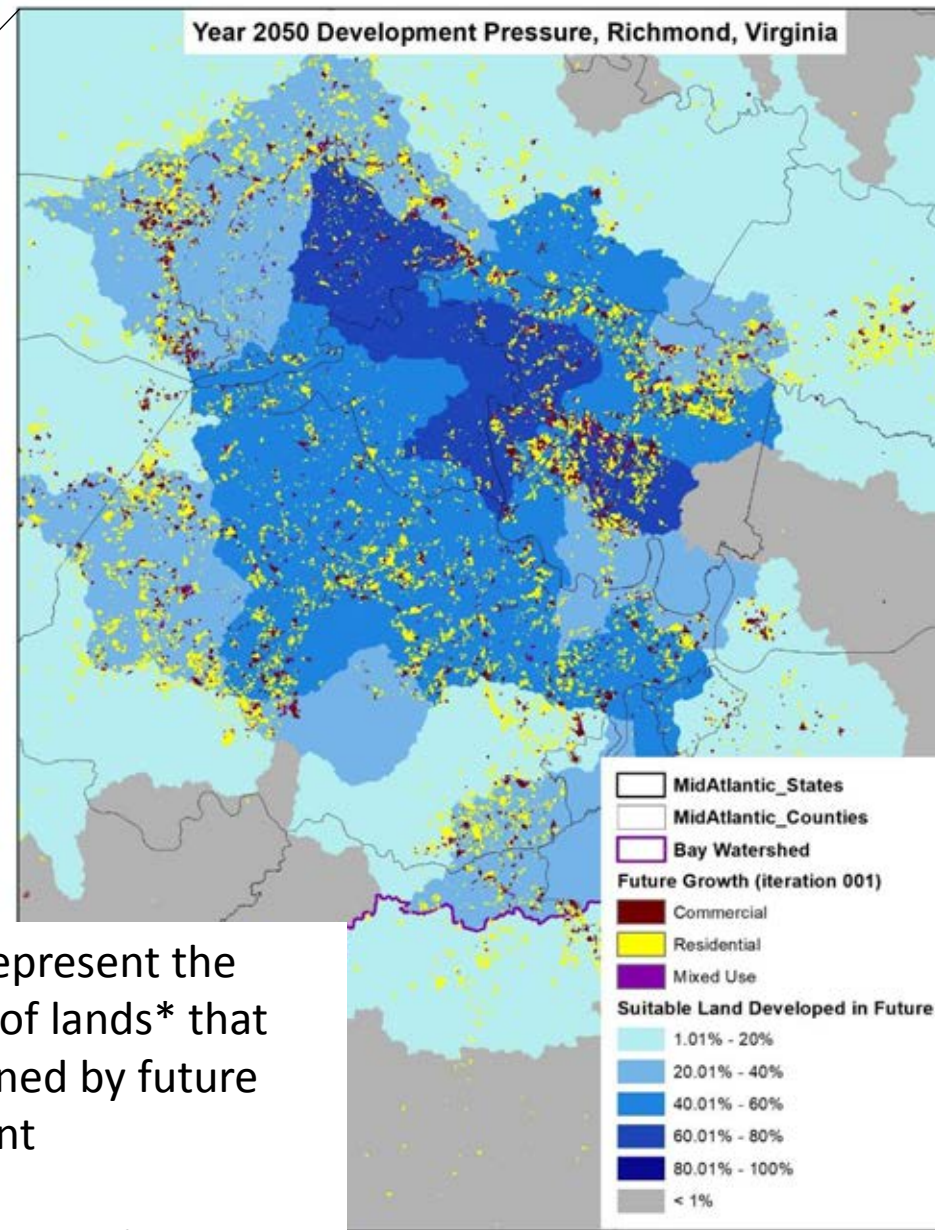 Year 2050 Development Pressure, Richmond, Virginia
MidAtlantic_States
MidAtlantic_Counties
Bay Watershed
Future Growth (iteration 001)
Commercial
Residential
Mixed Use
Suitable Land Developed in Future
1.01% - 20%
20.01% - 40%
40.01% - 60%
60.01% - 80%
80.01% - 100%
< 1%
represent the
of lands* that
ned by future
nt